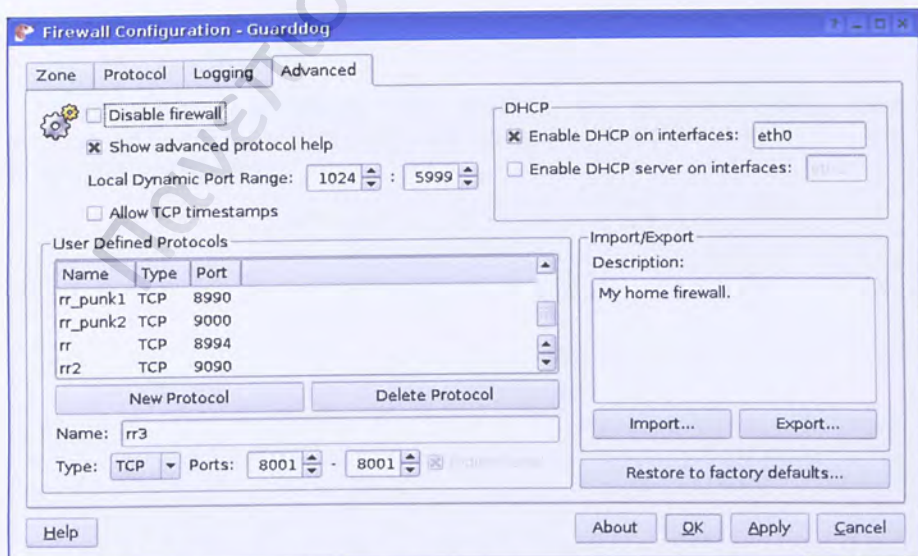 Firewall Configuration - Guarddog
Zone
Protocol
Logging
Advanced
Disable firewall
Show advanced protocol help
Local Dynamic Port Range: 1024 : 5999
Allow TCP timestamps
DHCP
Enable DHCP on interfaces: eth0
Enable DHCP server on interfaces:
User Defined Protocols
Name Type Port
rr_punk1 TCP 8990
rr_punk2 TCP 9000
rr TCP 8994
rr2 TCP 9090
New Protocol
Delete Protocol
Name: rr3
Type: TCP Ports: 8001 - 8001
Import/Export
Description:
My home firewall.
Import...
Export...
Restore to factory defaults...
Help
About
OK
Apply
Cancel